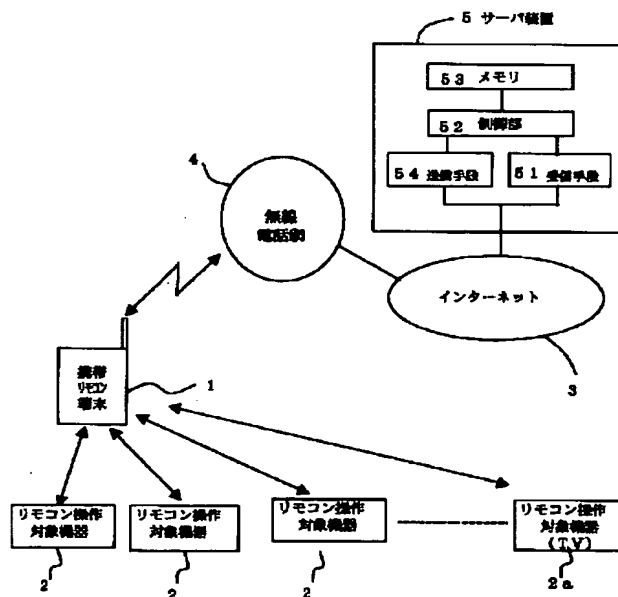 5 サーバ装置
53 メモリ
52 制御部
54 送信手段
51 受信手段
4
無線
電話網
インターネット
3
携帯
リモコン
端末
1
リモコン操作
対象機器
リモコン操作
対象機器
リモコン操作
対象機器
リモコン操作
対象機器
(TV)
2
2
2
2a